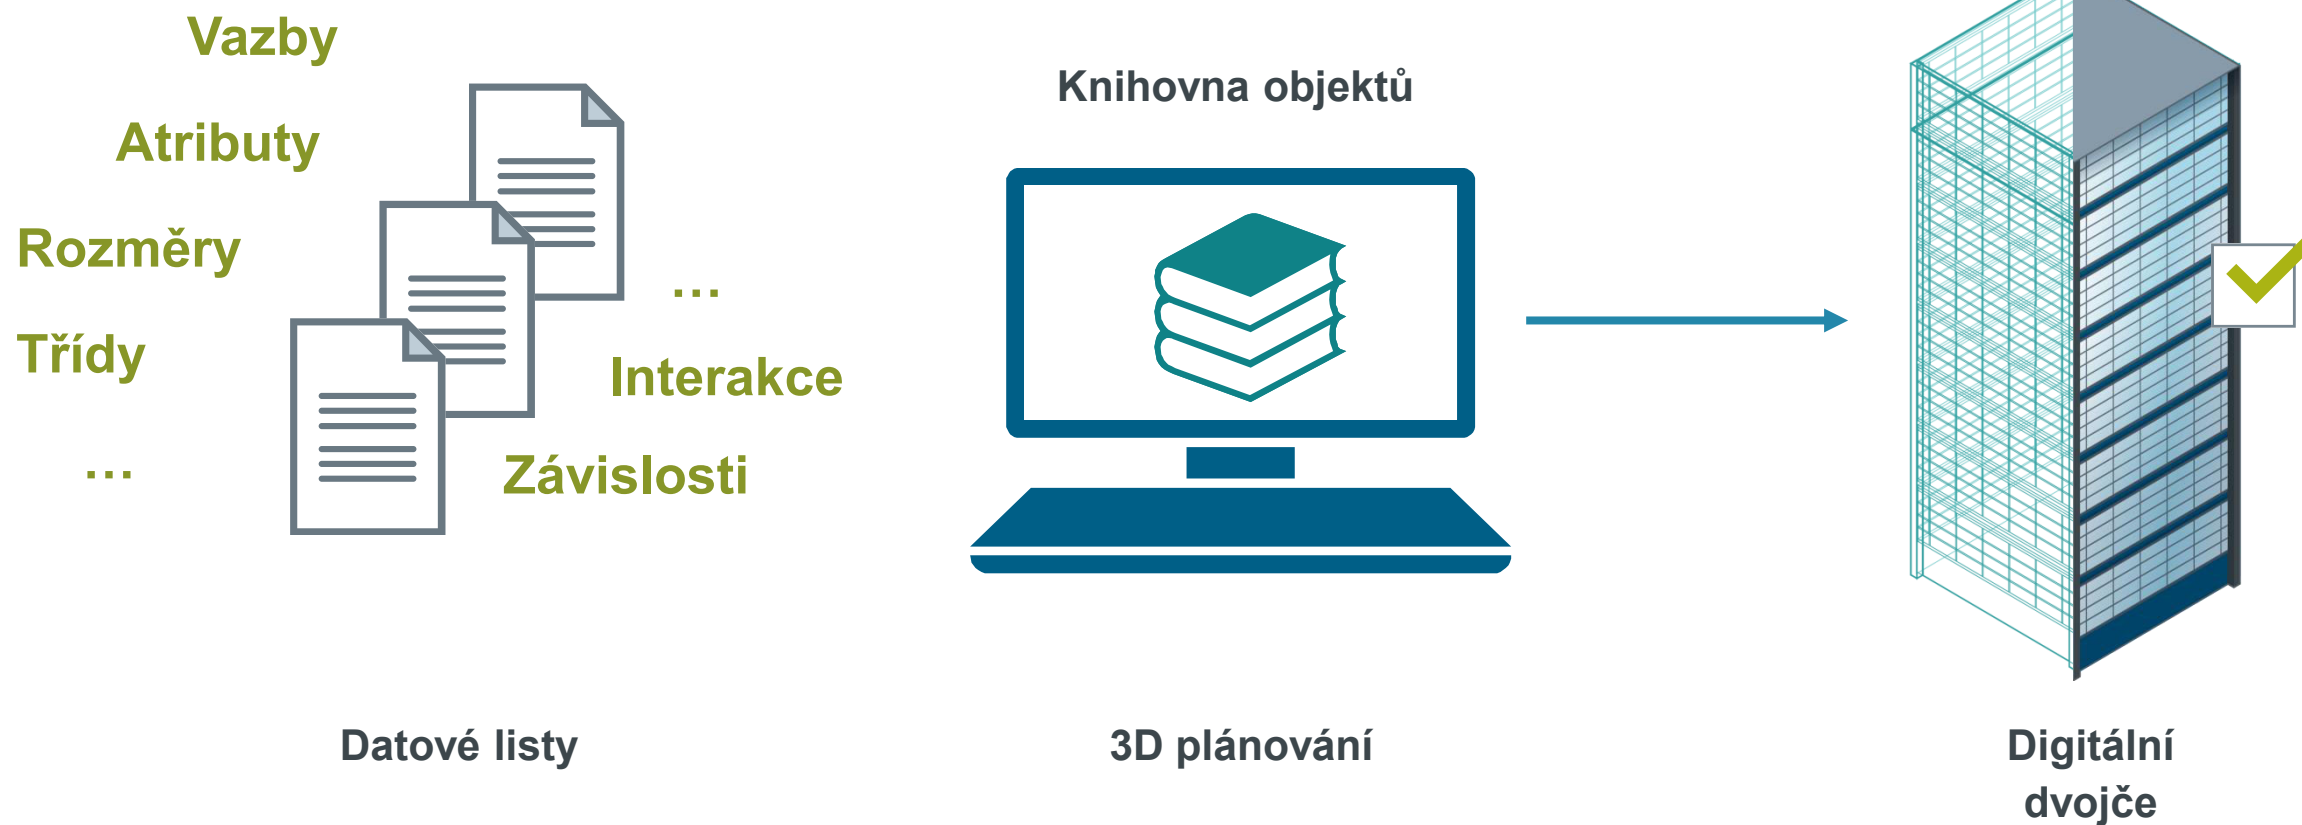 Vazby
Atributy
Rozměry
Třídy
…
…
Interakce
Závislosti
Datové listy
Knihovna objektů
3D plánování
Digitální
dvojče